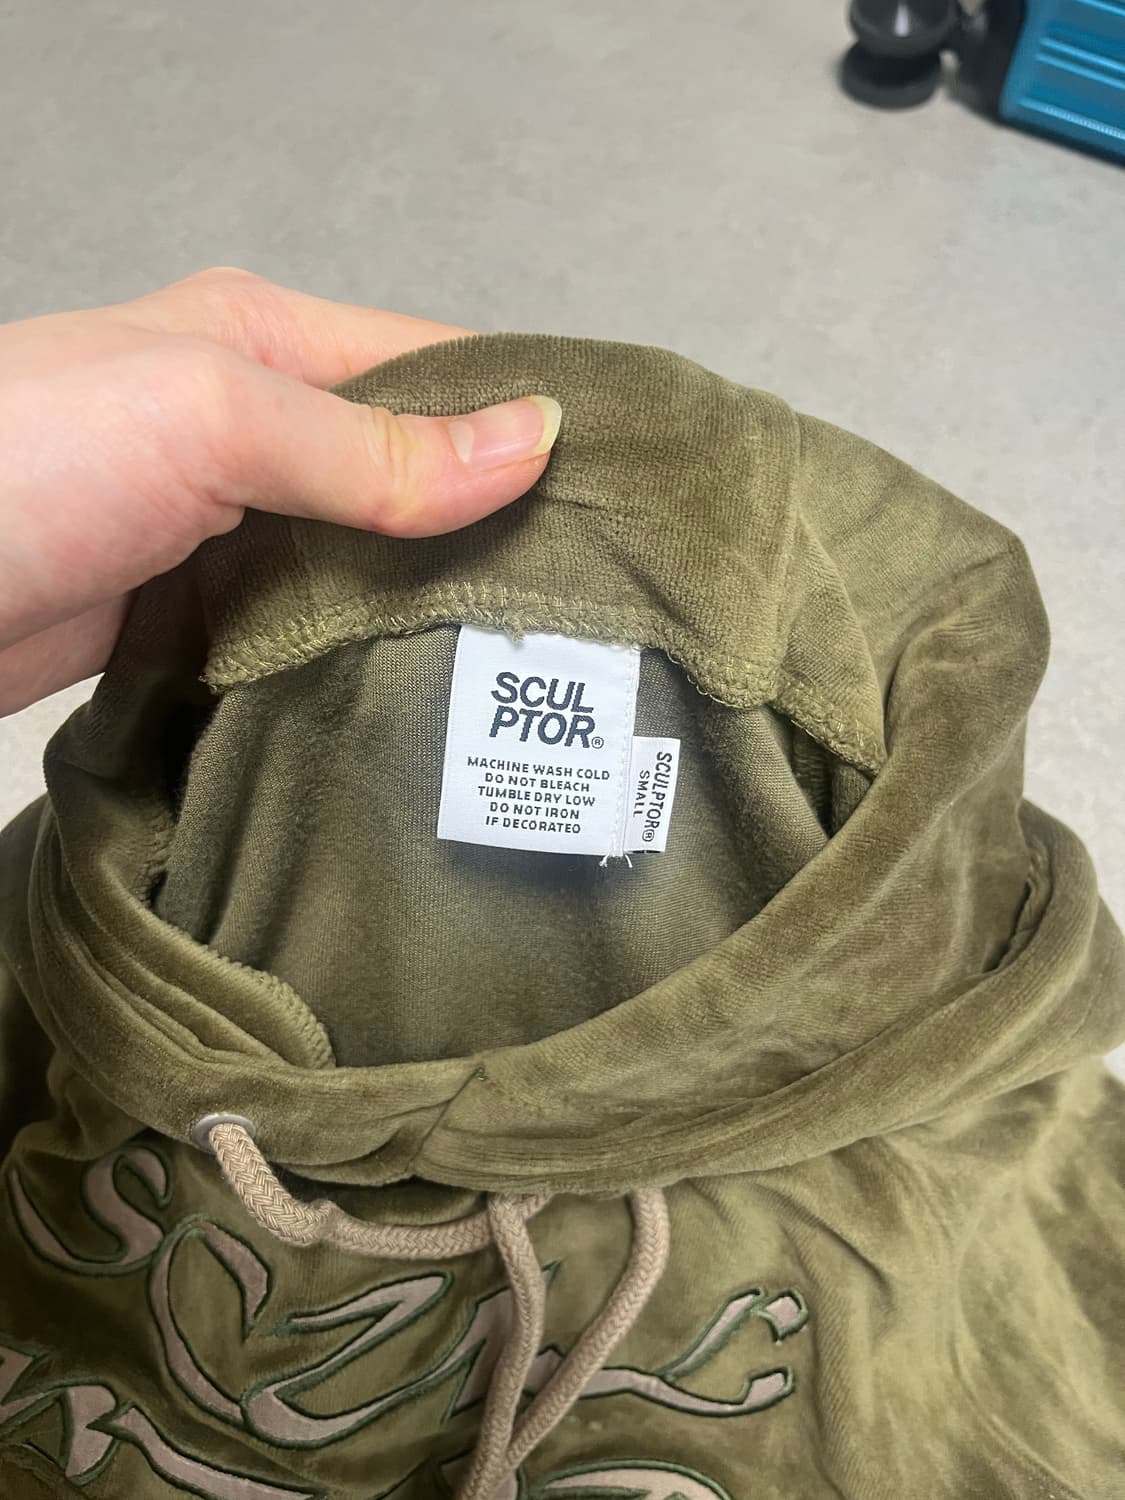 SCUL
PTOR®
MACHINE WASH COLD
DO NOT BLEACH
TUMBLE DRY LOW
DO NOT IRON
IF DECORATED
SCULPTOR®
SMALL